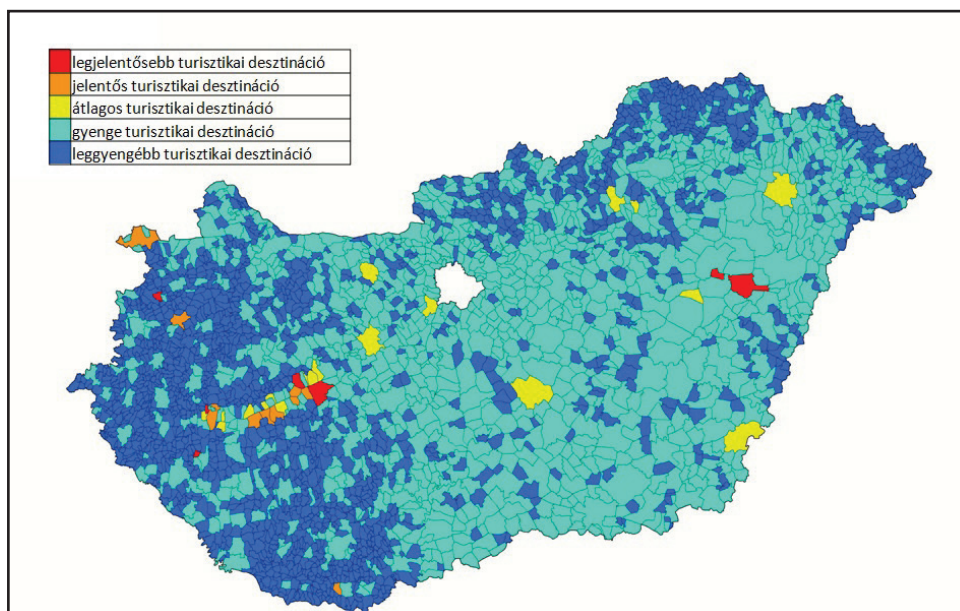 legjelentősebb turisztikai desztináció
jelentős turisztikai desztináció
átlagos turisztikai desztináció
gyenge turisztikai desztináció
leggyengébb turisztikai desztináció